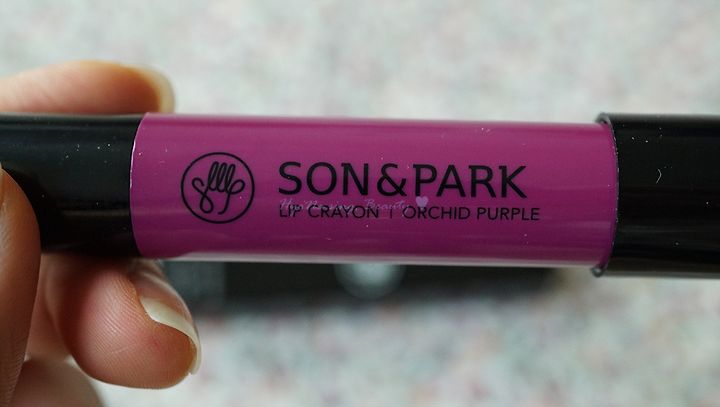 SON&PARK
LIP CRAYON | ORCHID PURPLE